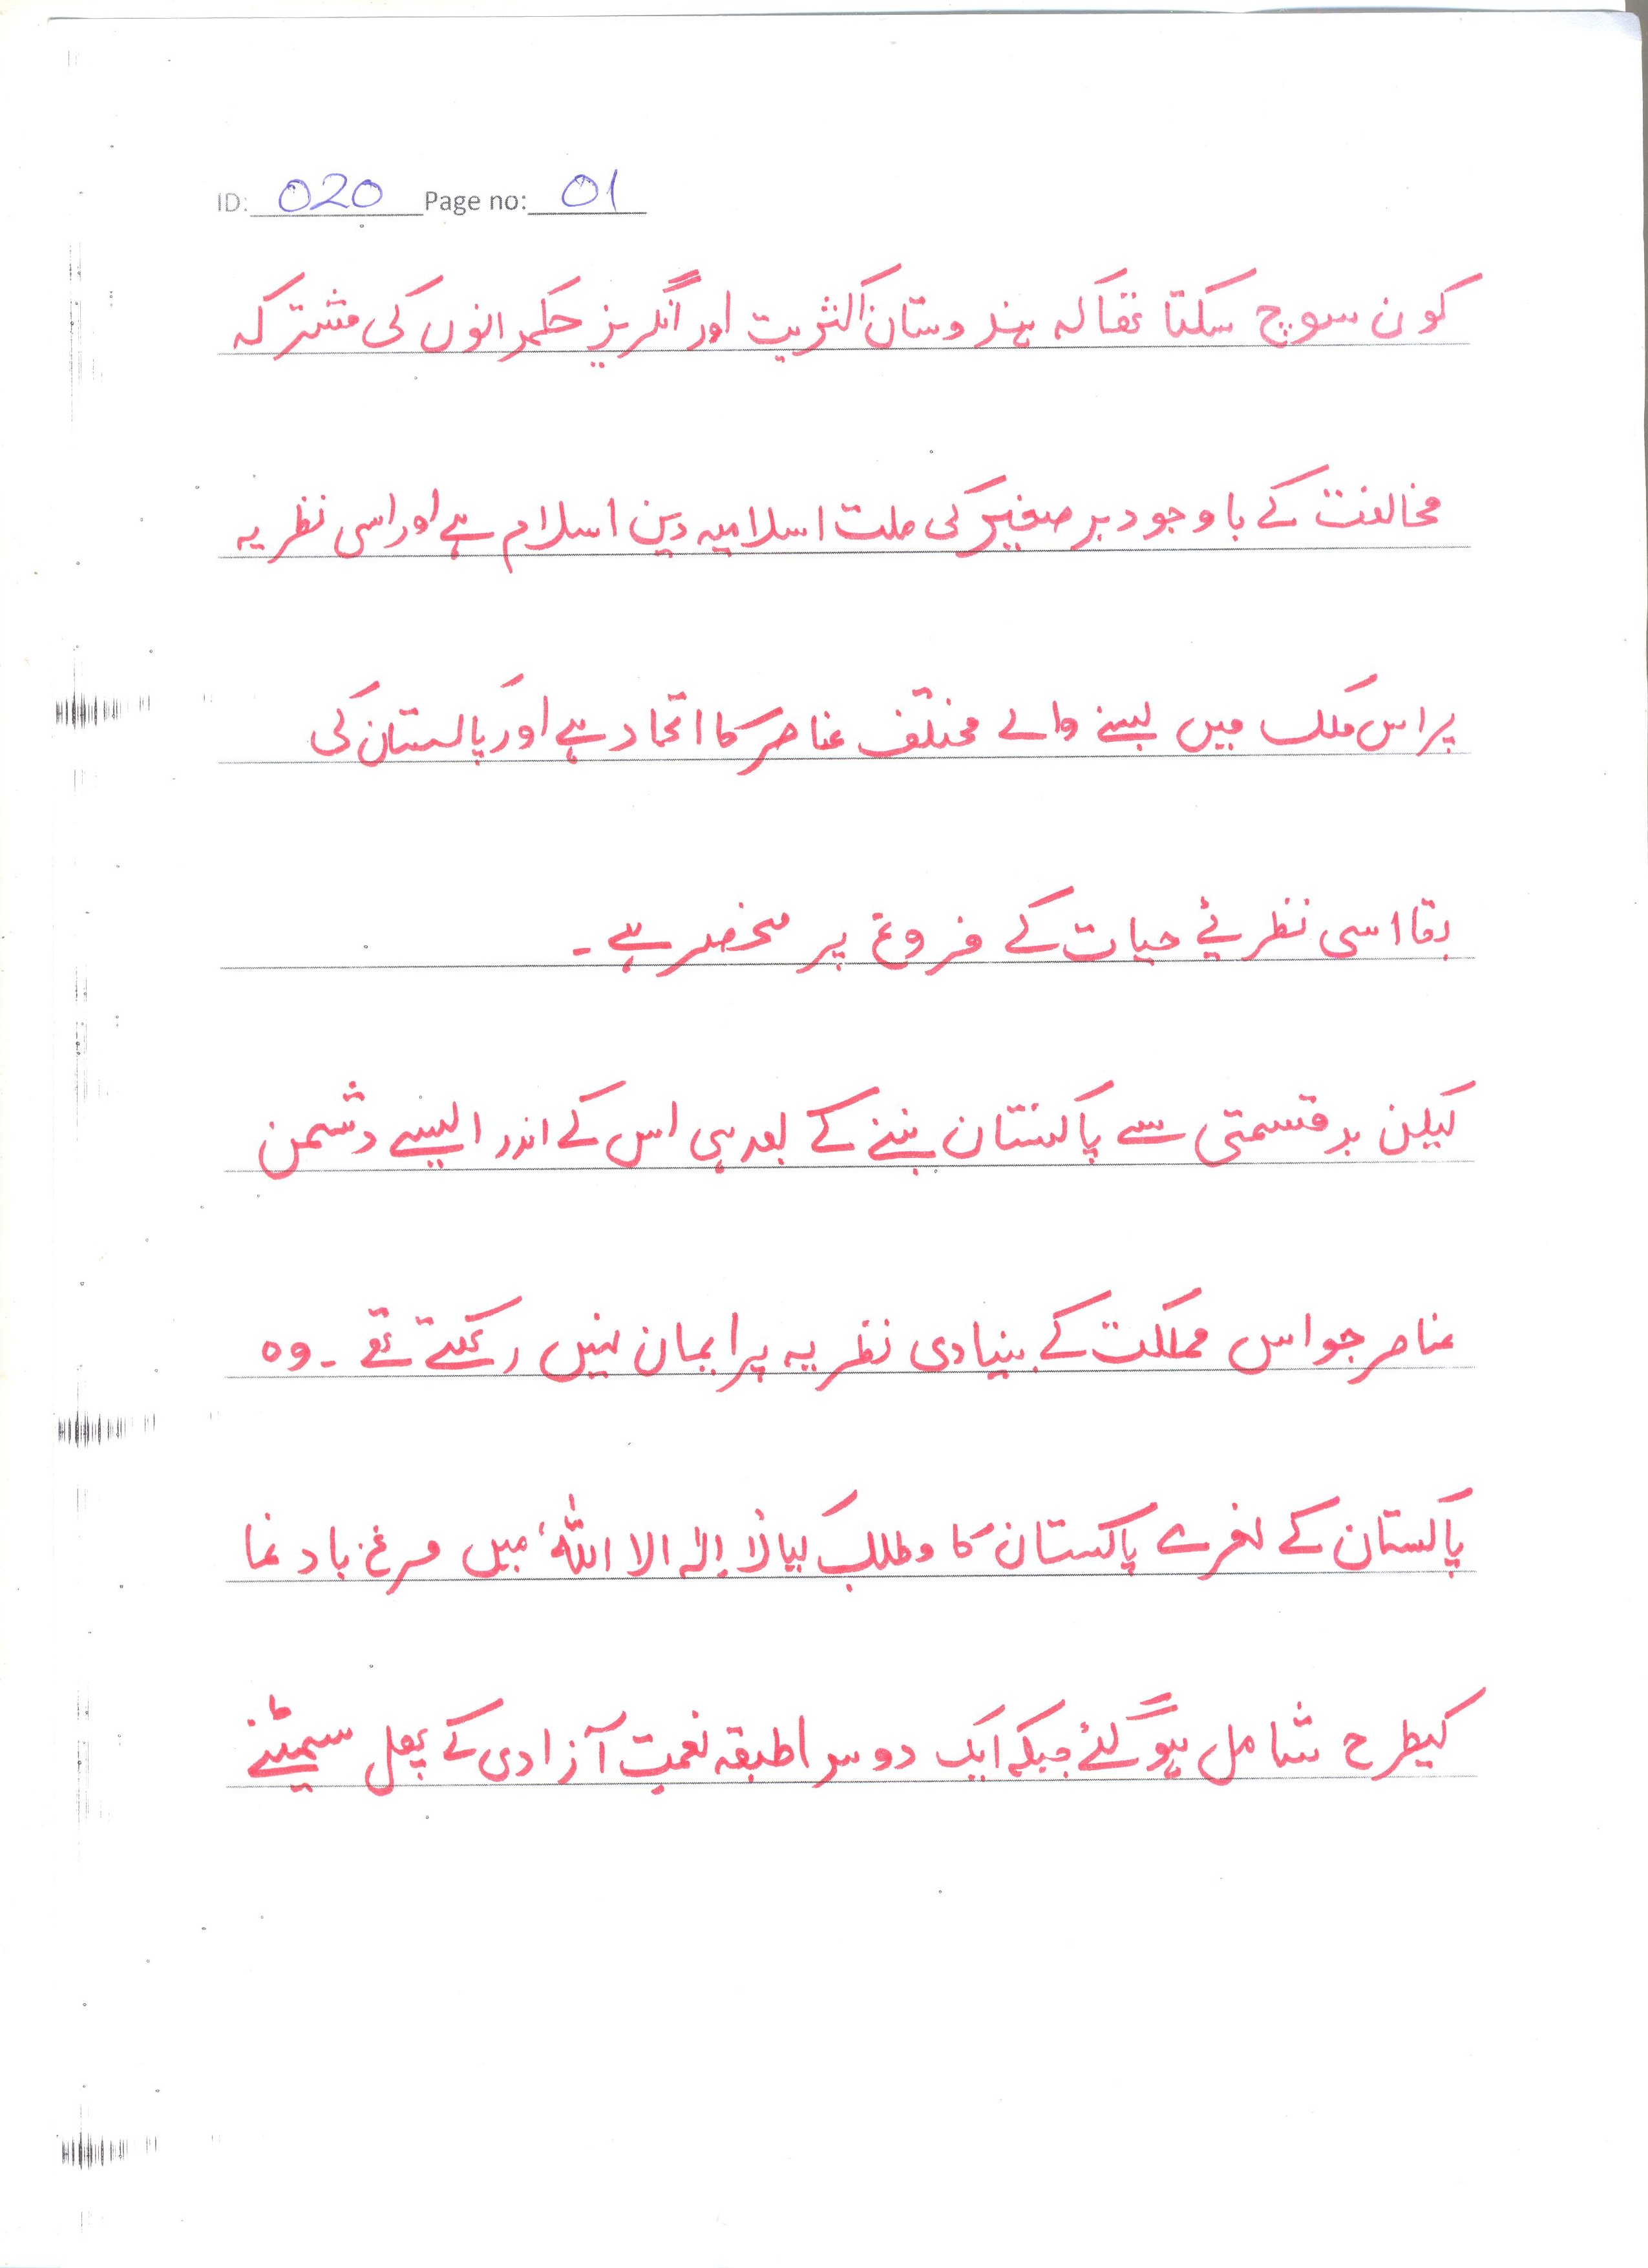 ID: 020 Page no: 01
کون سوچ سکتا تھا کہ ہندوستان اکثریت اور انگریز حکمرانوں کی مشترکہ
مخالفت کے باوجود برصغیر کی ملت اسلامیہ دین اسلام ہے اور اسی نظریہ
پر اس ملک میں بسنے والے مختلف عناصر کا اتحاد ہے اور پاکستان کی
بقا اسی نظریۓ حیات کے فروغ پر منحصر ہے ۔
لیکن بدقسمتی سے پاکستان بننے کے بعد ہی اس کے اندر ایسے دشمن
عناصر جو اس مملکت کے بنیادی نظریہ پر ایمان نہیں رکھتے تھے ۔ وہ
پاکستان کے نعرے پاکستان کا مطلب کیا لا إلہ الا اللہ میں مرغ باد نما
کیطرح شامل ہو گئے جبکہ ایک دوسرا طبقہ نعمت آزادی کے پھل سمیٹنے